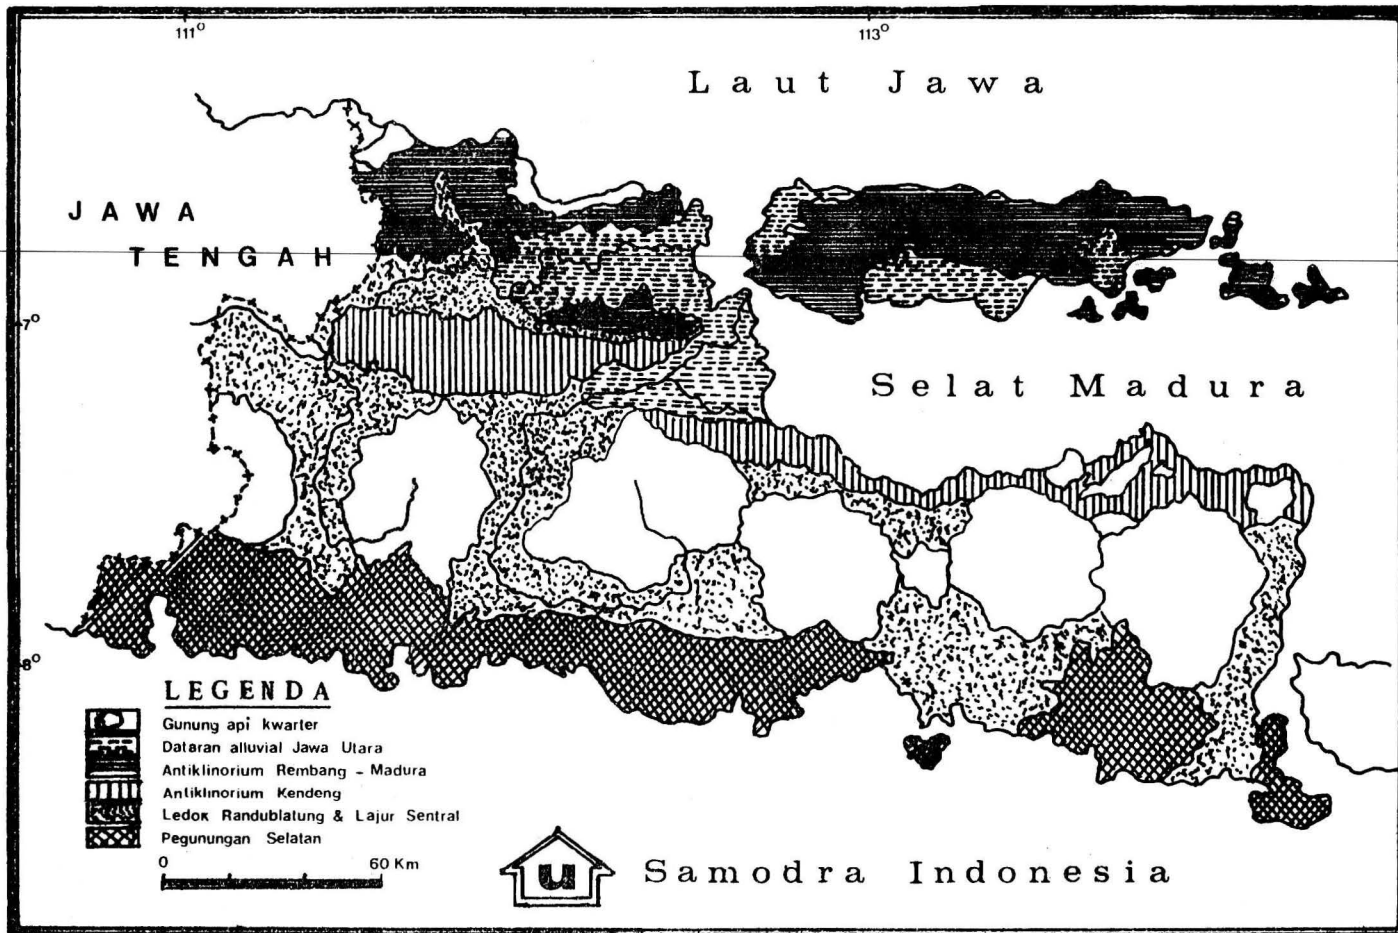 111°
113°
Laut Jawa
JAWA
TENGAH
7°
Selat Madura
8°
LEGENDA
Gunung api kwarter
Dataran alluvial Jawa Utara
Antiklinorium Rembang - Madura
Antiklinorium Kendeng
Ledok Randublatung & Lajur Sentral
Pegunungan Selatan
0 60 Km
u
Samodra Indonesia